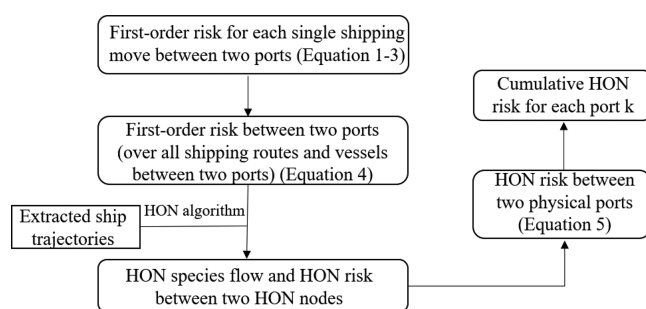 First-order risk for each single shipping
move between two ports (Equation 1-3)
First-order risk between two ports
(over all shipping routes and vessels
between two ports) (Equation 4)
HON algorithm
Extracted ship
trajectories
HON species flow and HON risk
between two HON nodes
Cumulative HON
risk for each port k
HON risk between
two physical ports
(Equation 5)